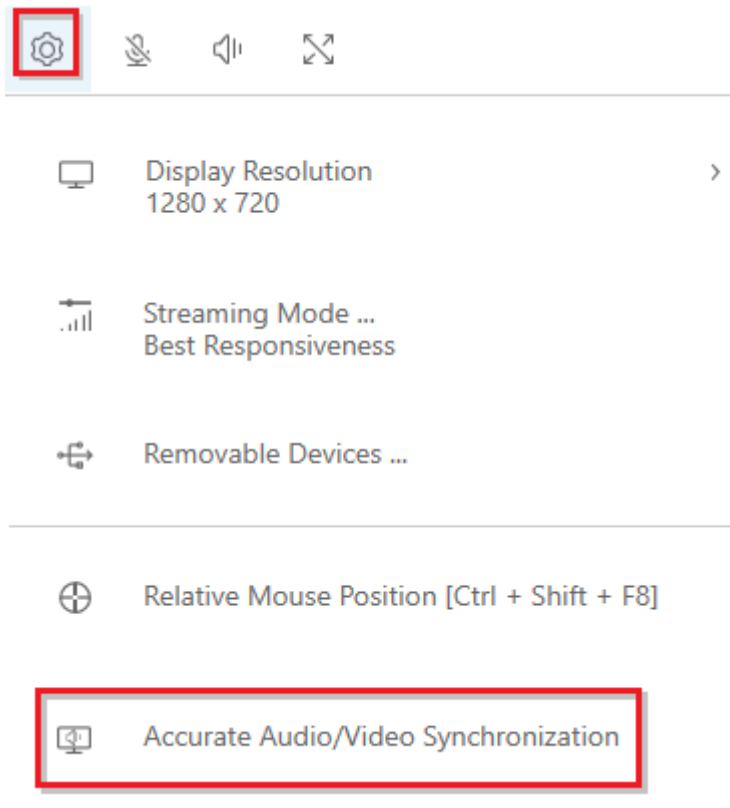 Display Resolution
1280 x 720
Streaming Mode ...
Best Responsiveness
Removable Devices ...
Relative Mouse Position [Ctrl + Shift + F8]
Accurate Audio/Video Synchronization